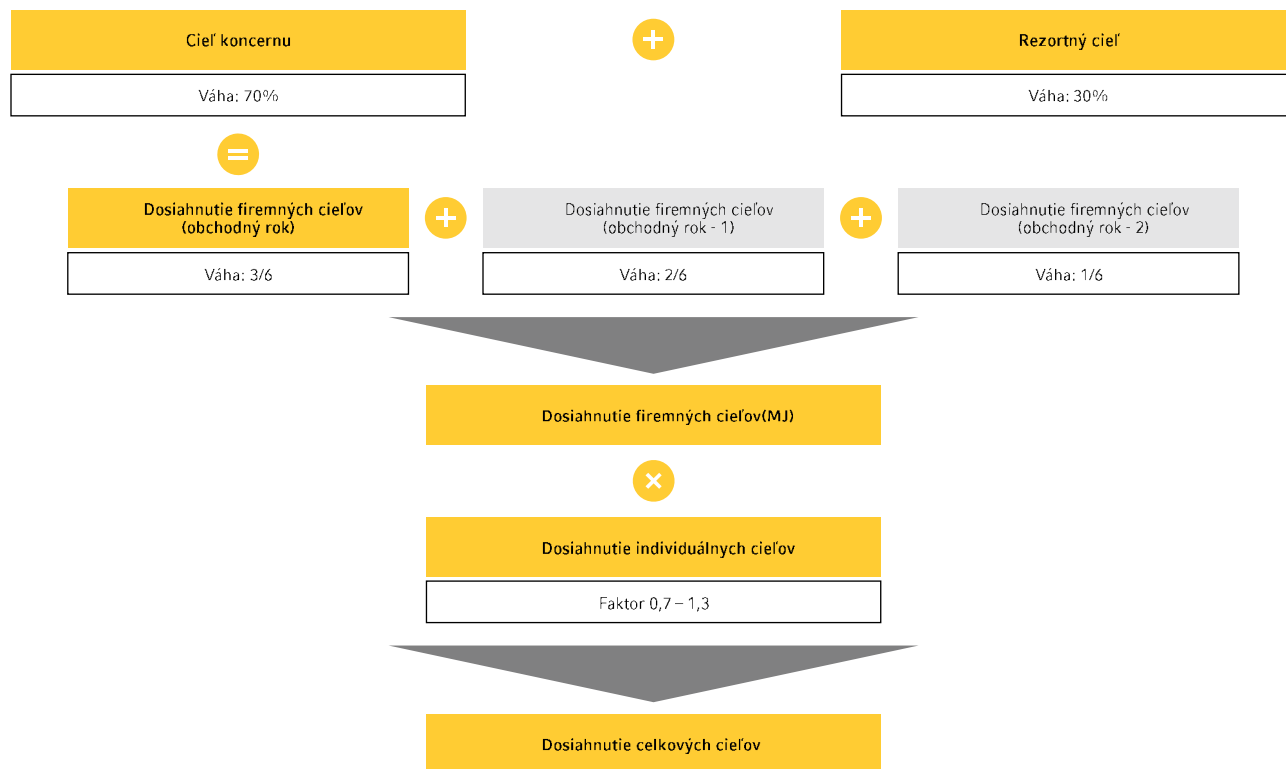 Cieľ koncernu
+
Rezortný cieľ
Váha: 70%
Váha: 30%
=
Dosiahnutie firemných cieľov
(obchodný rok)
+
Dosiahnutie firemných cieľov
(obchodný rok - 1)
+
Dosiahnutie firemných cieľov
(obchodný rok - 2)
Váha: 3/6
Váha: 2/6
Váha: 1/6
Dosiahnutie firemných cieľov(MJ)
×
Dosiahnutie individuálnych cieľov
Faktor 0,7 – 1,3
Dosiahnutie celkových cieľov